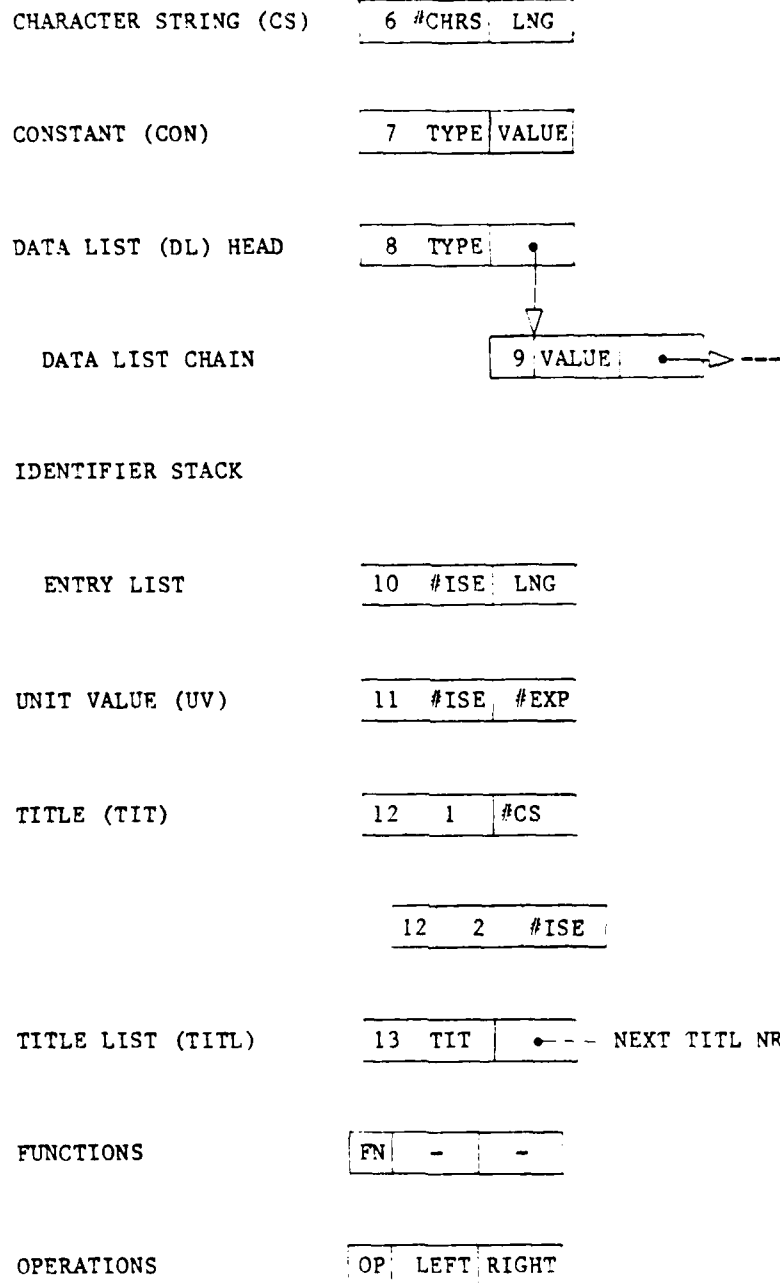 CHARACTER STRING (CS) 6 #CHRS LNG
CONSTANT (CON) 7 TYPE VALUE
DATA LIST (DL) HEAD 8 TYPE
DATA LIST CHAIN 9 VALUE
IDENTIFIER STACK
ENTRY LIST 10 #ISE LNG
UNIT VALUE (UV) 11 #ISE #EXP
TITLE (TIT) 12 1 #CS
12 2 #ISE
TITLE LIST (TITL) 13 TIT NEXT TITL NR
FUNCTIONS FN - -
OPERATIONS OP LEFT RIGHT